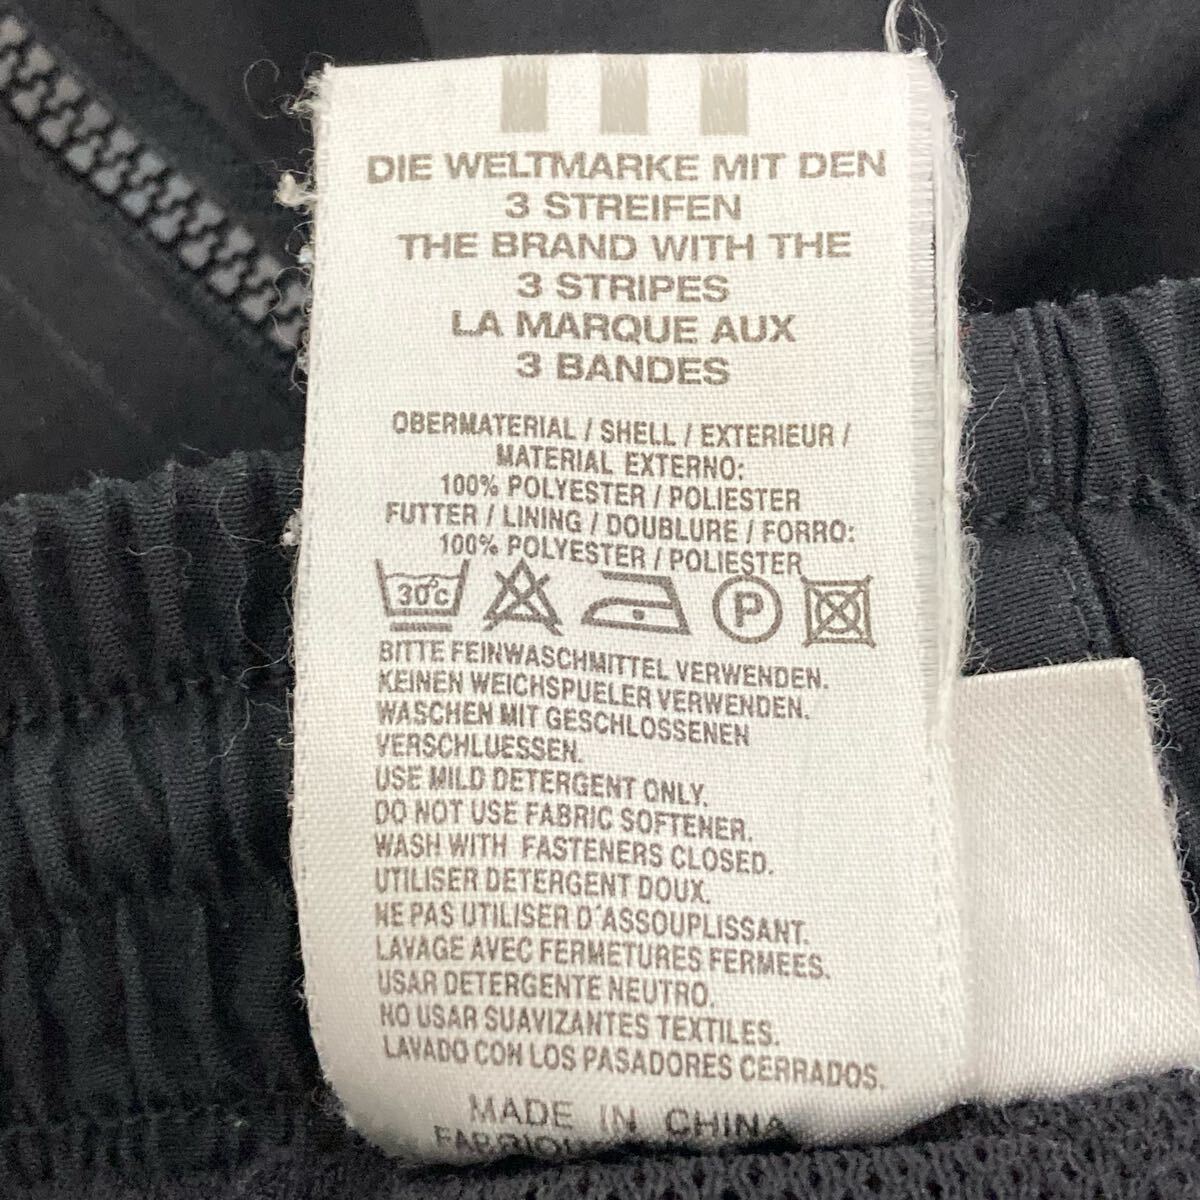 DIE WELTMARKE MIT DEN
3 STREIFEN
THE BRAND WITH THE
3 STRIPES
LA MARQUE AUX
3 BANDES
OBERMATERIAL / SHELL / EXTERIEUR /
MATERIAL EXTERNO:
100% POLYESTER / POLIESTER
FUTTER / LINING / DOUBLURE / FORRO:
100% POLYESTER / POLIESTER
30°c P
BITTE FEINWASCHMITTEL VERWENDEN.
KEINEN WEICHSPUELER VERWENDEN.
WASCHEN MIT GESCHLOSSENEN
VERSCHLUESSEN.
USE MILD DETERGENT ONLY.
DO NOT USE FABRIC SOFTENER.
WASH WITH FASTENERS CLOSED.
UTILISER DETERGENT DOUX.
NE PAS UTILISER D'ASSOUPLISSANT.
LAVAGE AVEC FERMETURES FERMEES.
USAR DETERGENTE NEUTRO.
NO USAR SUAVIZANTES TEXTILES.
LAVADO CON LOS PASADORES CERRADOS.
MADE IN CHINA